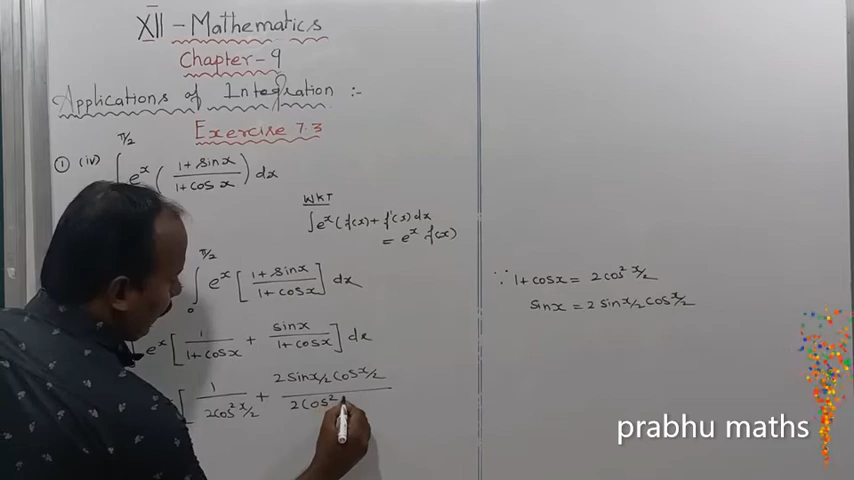 XII - Mathematics
Chapter - 9
Applications of Integration :-
Exercise 7.3
① (iv) ∫ π/2 e^x ( (1 + sin x) / (1 + cos x) ) dx
WKT
∫e^x (f(x) + f'(x) dx
= e^x f(x)
π/2 ∫ 0 e^x [ (1 + sin x) / (1 + cos x) ] dx
e^x [ 1 / (1 + cos x) + sin x / (1 + cos x) ] dx
[ 1 / (2cos² x/2) + (2 sin x/2 cos x/2) / (2cos²
∵ 1 + cos x = 2 cos² x/2
sin x = 2 sin x/2 cos x/2
prabhu maths